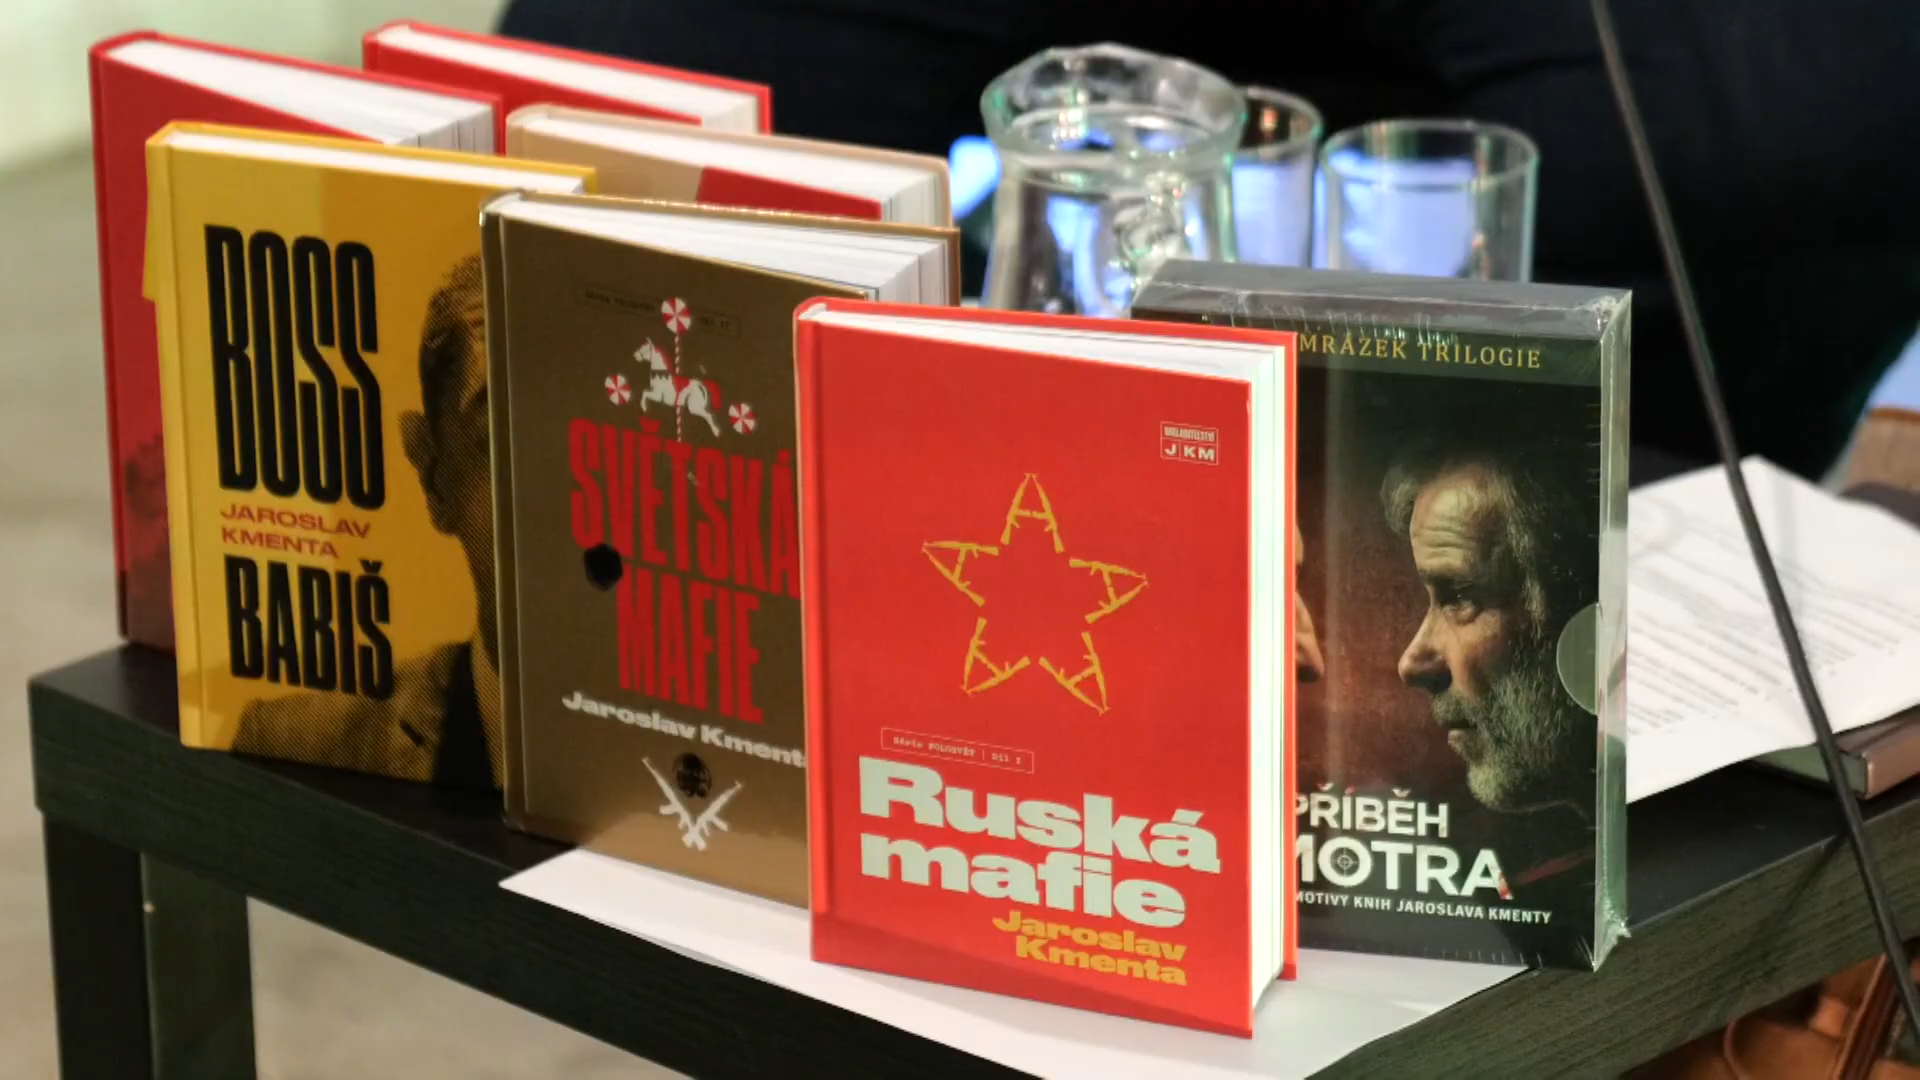 BOSS
JAROSLAV
KMENTA
BABIŠ
SVĚTSKÁ
MAFIE
Jaroslav Kmenta
NAKLADATELSTVÍ
JKM
Ruská
mafie
Jaroslav
Kmenta
MRÁZEK TRILOGIE
PŘÍBĚH
MOTRA
MOTIVY KNIH JAROSLAVA KMENTY